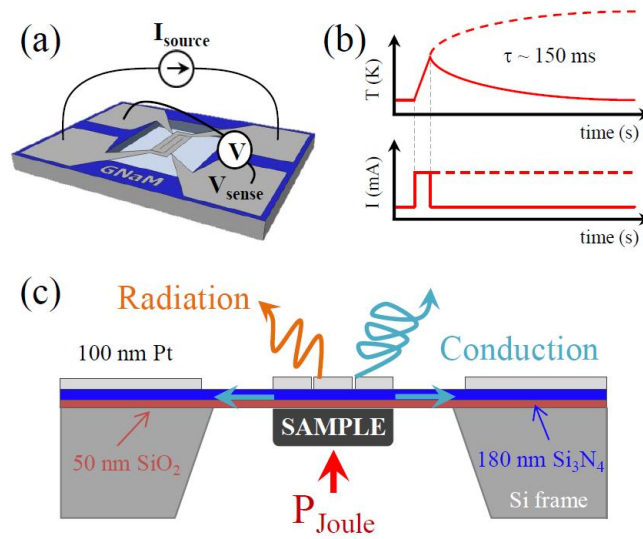 (a)
I_source
V
V_sense
GNaM
(b)
T (K)
τ ~ 150 ms
time (s)
I (mA)
time (s)
(c)
Radiation
Conduction
100 nm Pt
SAMPLE
50 nm SiO₂
180 nm Si₃N₄
Si frame
P_Joule